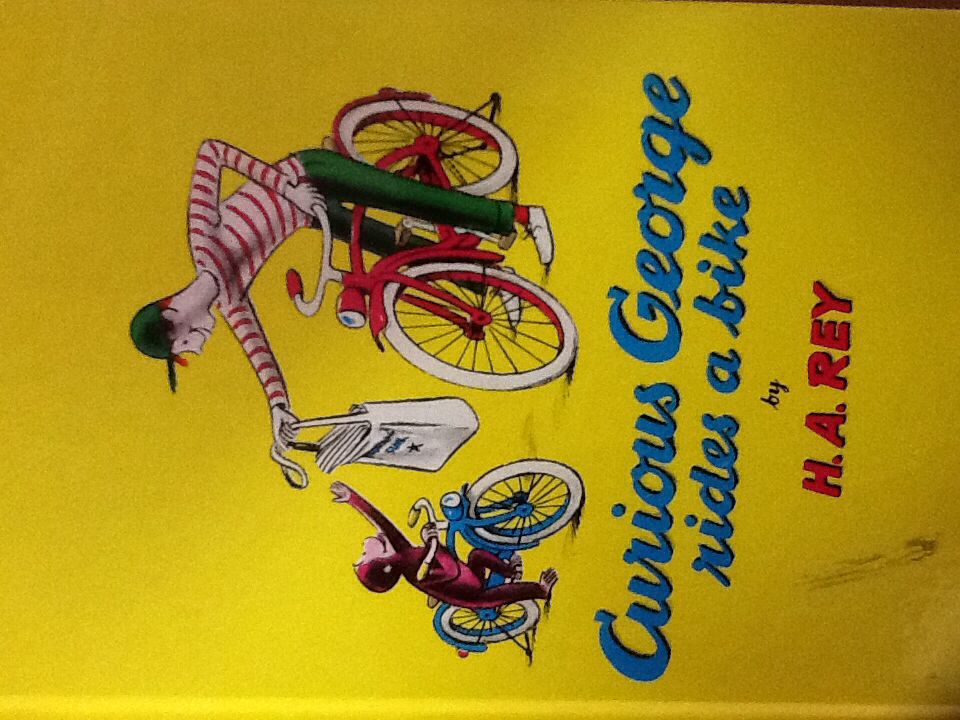 Curious George
rides a bike
by
H. A. REY